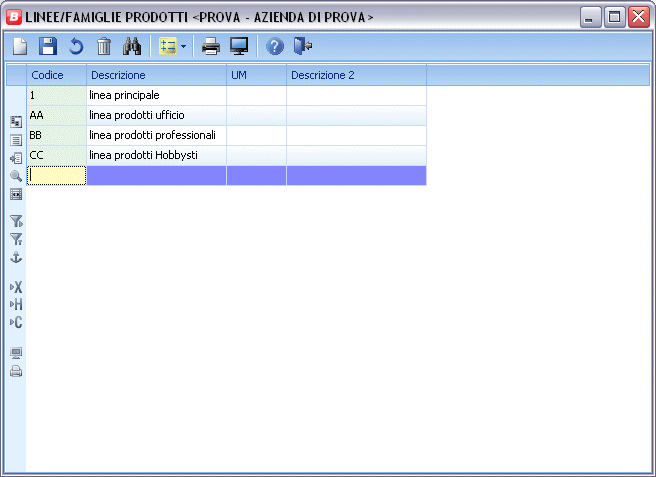 B LINEE/FAMIGLIE PRODOTTI <PROVA - AZIENDA DI PROVA>
?
Codice Descrizione UM Descrizione 2
1 linea principale
AA linea prodotti ufficio
BB linea prodotti professionali
CC linea prodotti Hobbysti
X
H
C